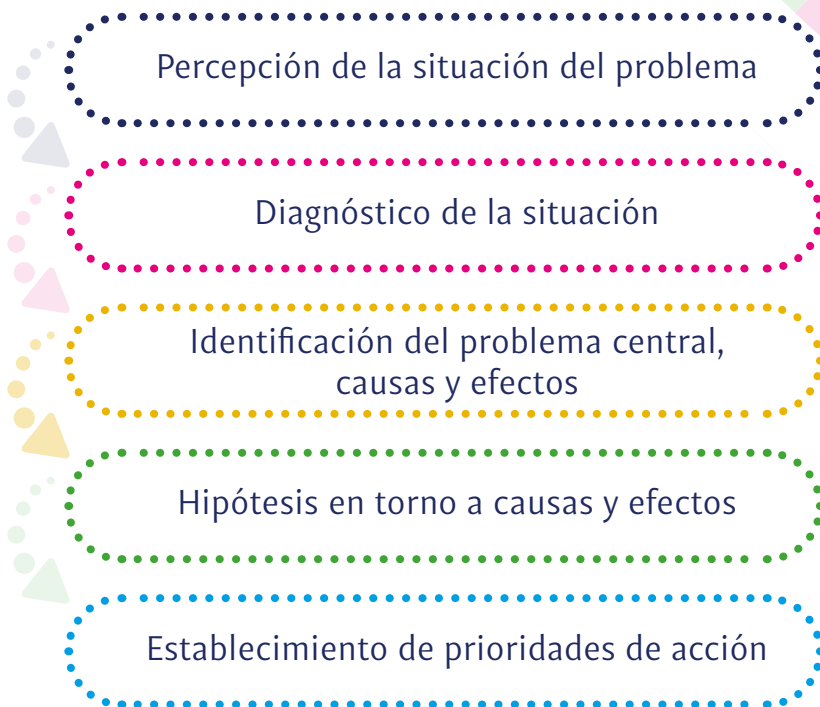 Percepción de la situación del problema
Diagnóstico de la situación
Identificación del problema central,
causas y efectos
Hipótesis en torno a causas y efectos
Establecimiento de prioridades de acción